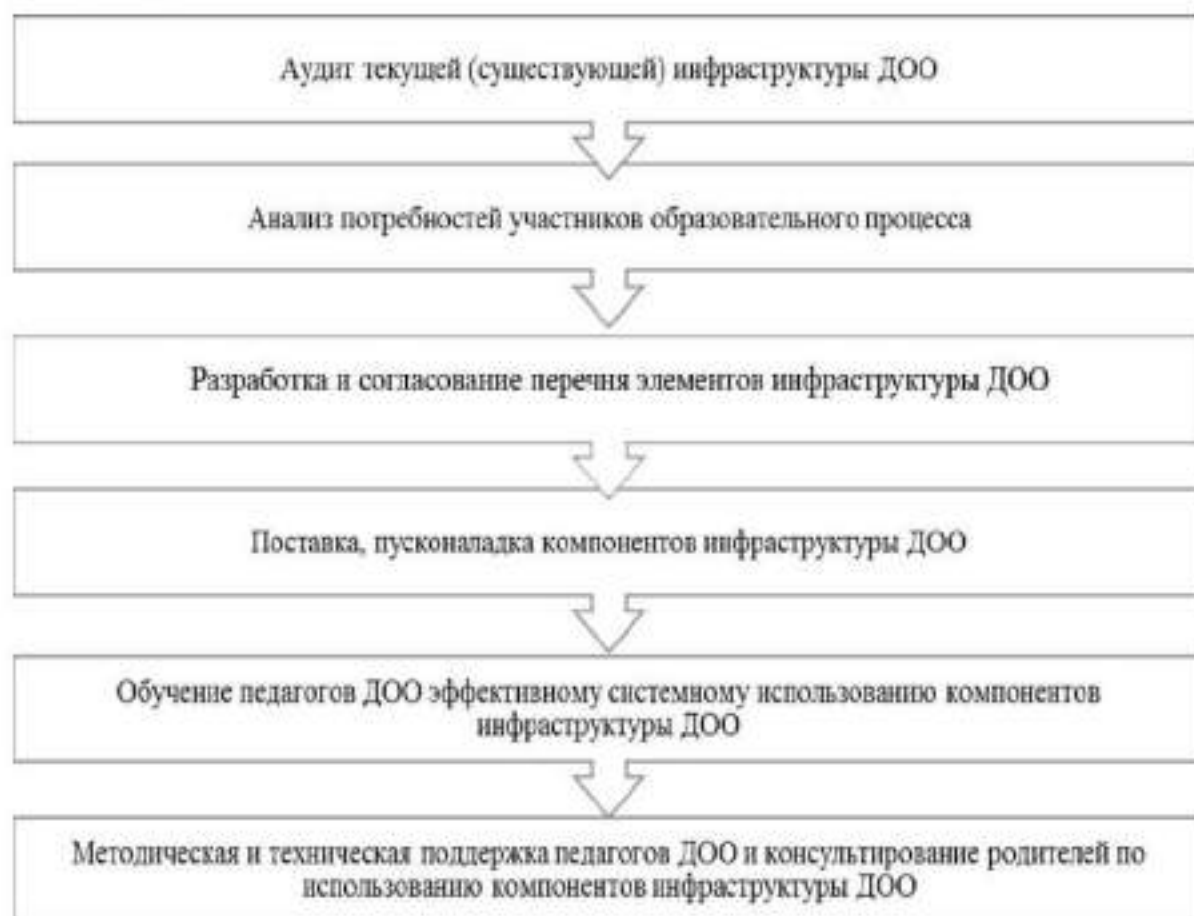 Аудит текущей (существующей) инфраструктуры ДОО
Анализ потребностей участников образовательного процесса
Разработка и согласование перечня элементов инфраструктуры ДОО
Поставка, пусконаладка компонентов инфраструктуры ДОО
Обучение педагогов ДОО эффективному системному использованию компонентов
инфраструктуры ДОО
Методическая и техническая поддержка педагогов ДОО и консультирование родителей по
использованию компонентов инфраструктуры ДОО